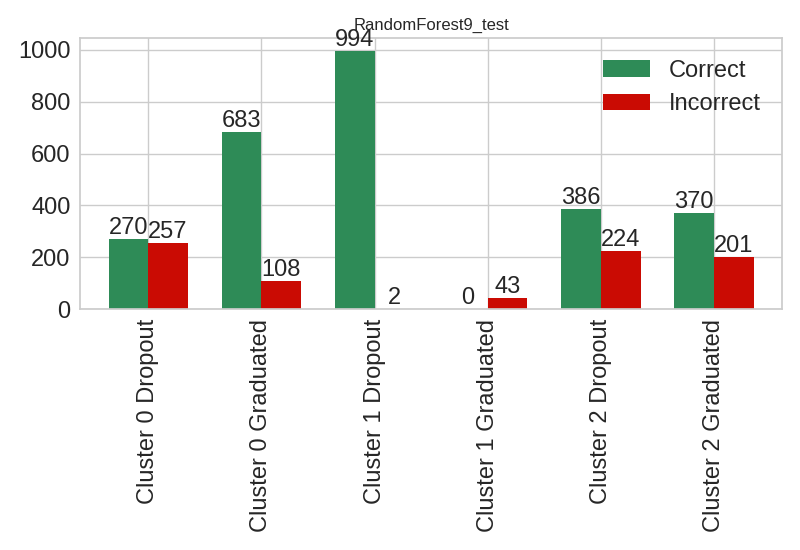 RandomForest9_test
1000
800
600
400
200
0
270
257
683
108
994
2
0
43
386
224
370
201
Correct
Incorrect
Cluster 0 Dropout
Cluster 0 Graduated
Cluster 1 Dropout
Cluster 1 Graduated
Cluster 2 Dropout
Cluster 2 Graduated